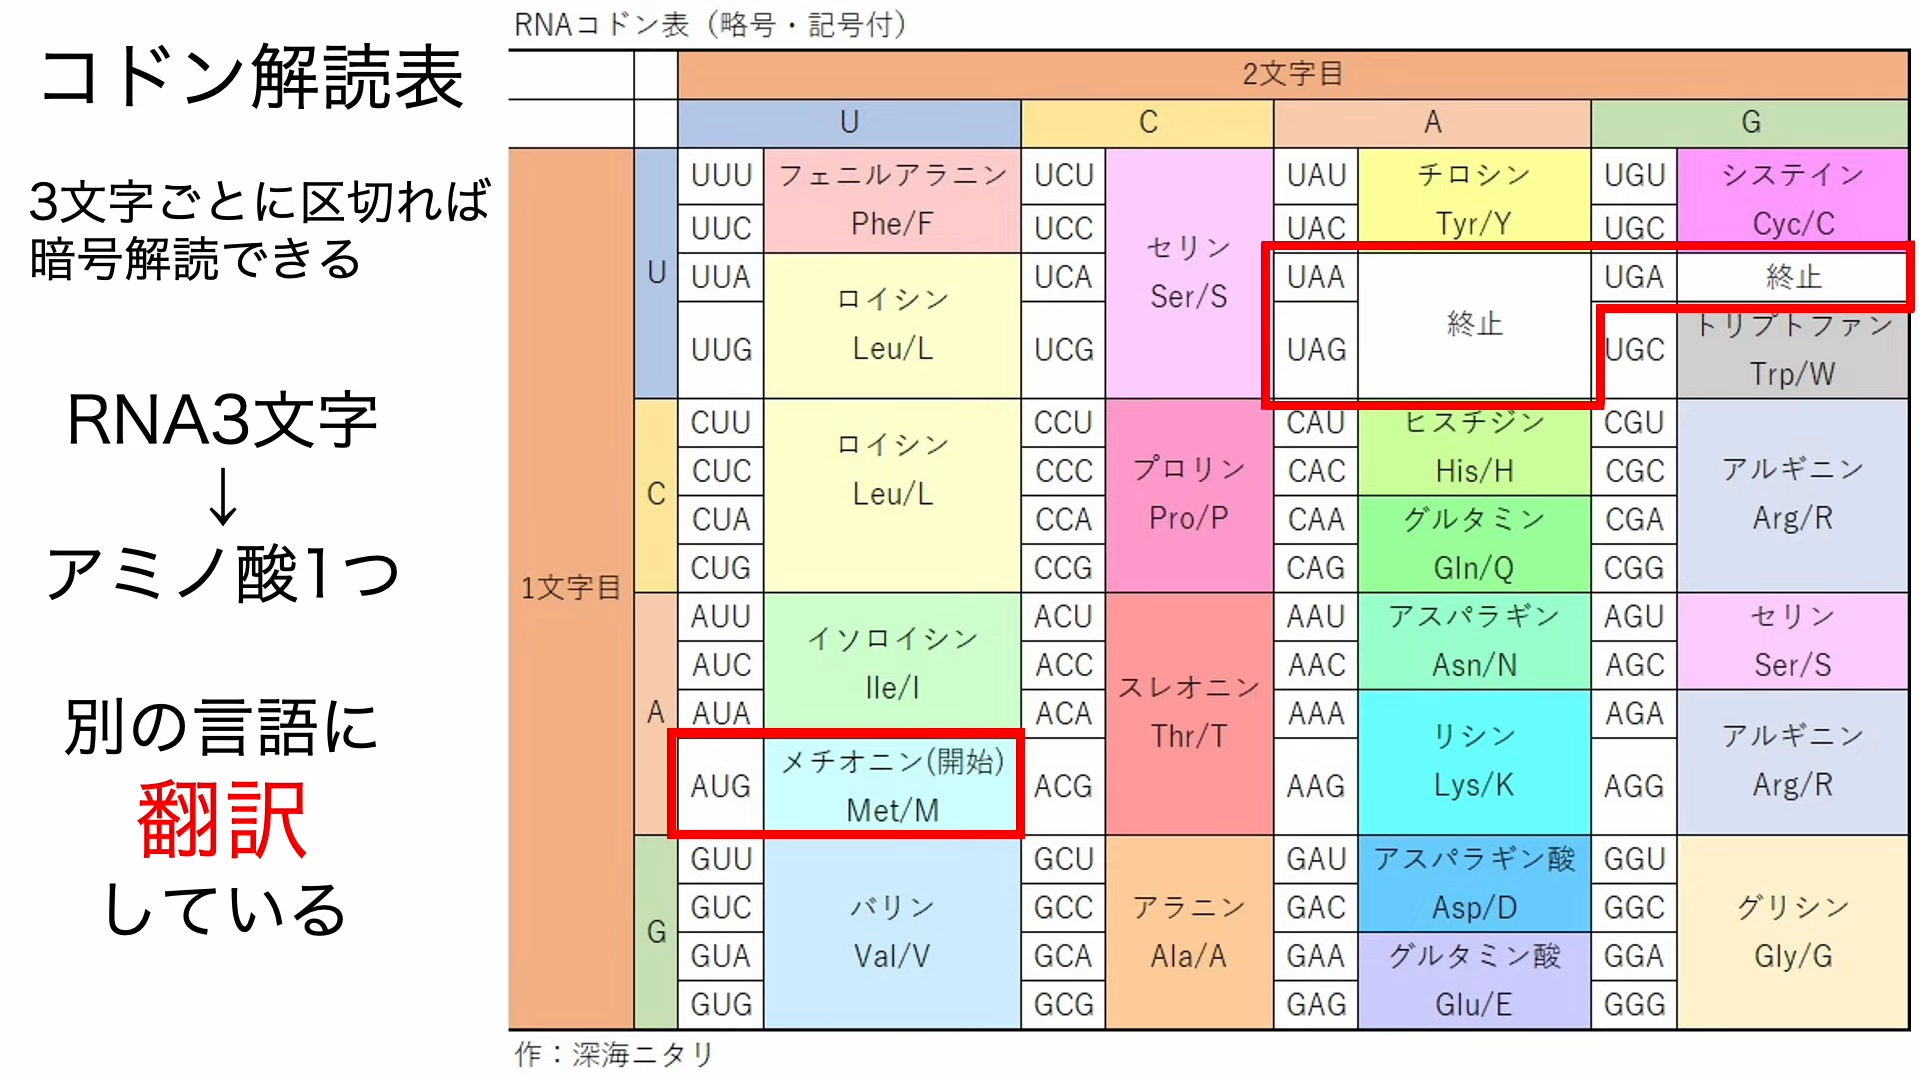 コドン解読表
3文字ごとに区切れば
暗号解読できる
RNA3文字
↓
アミノ酸1つ
別の言語に
翻訳
している
RNAコドン表（略号・記号付）
2文字目
U C A G
1文字目
U
UUU フェニルアラニン UCU セリン UAU チロシン UGU システイン
UUC Phe/F UCC Ser/S UAC Tyr/Y UGC Cyc/C
UUA ロイシン UCA UAA 終止 UGA 終止
UUG Leu/L UCG UAG UGC トリプトファン
Trp/W
C
CUU ロイシン CCU プロリン CAU ヒスチジン CGU アルギニン
CUC Leu/L CCC Pro/P CAC His/H CGC Arg/R
CUA CCA CAA グルタミン CGA
CUG CCG CAG Gln/Q CGG
A
AUU イソロイシン ACU スレオニン AAU アスパラギン AGU セリン
AUC Ile/I ACC Thr/T AAC Asn/N AGC Ser/S
AUA ACA AAA リシン AGA アルギニン
AUG メチオニン(開始) ACG AAG Lys/K AGG Arg/R
Met/M
G
GUU バリン GCU アラニン GAU アスパラギン酸 GGU グリシン
GUC Val/V GCC Ala/A GAC Asp/D GGC Gly/G
GUA GCA GAA グルタミン酸 GGA
GUG GCG GAG Glu/E GGG
作：深海ニタリ